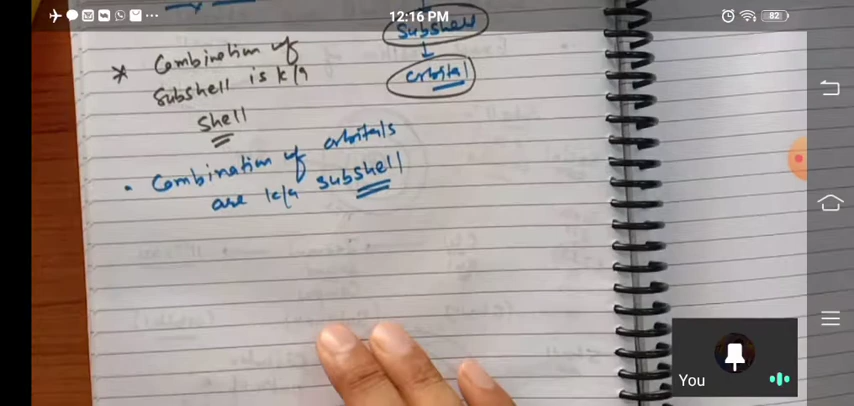 12:16 PM
82
Subshell
orbital
* Combination of
Subshell is k/a
Shell
• Combination of orbitals
are k/a subshell
You